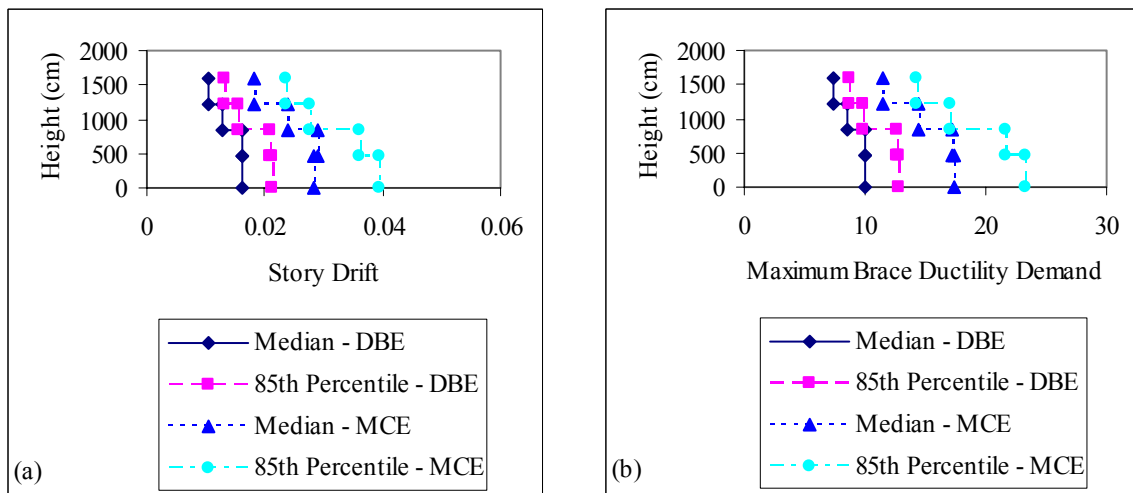 2000
1500
1000
500
0
Height (cm)
0 0.02 0.04 0.06
Story Drift
Median - DBE
85th Percentile - DBE
Median - MCE
85th Percentile - MCE
(a)
2000
1500
1000
500
0
Height (cm)
0 10 20 30
Maximum Brace Ductility Demand
Median - DBE
85th Percentile - DBE
Median - MCE
85th Percentile - MCE
(b)